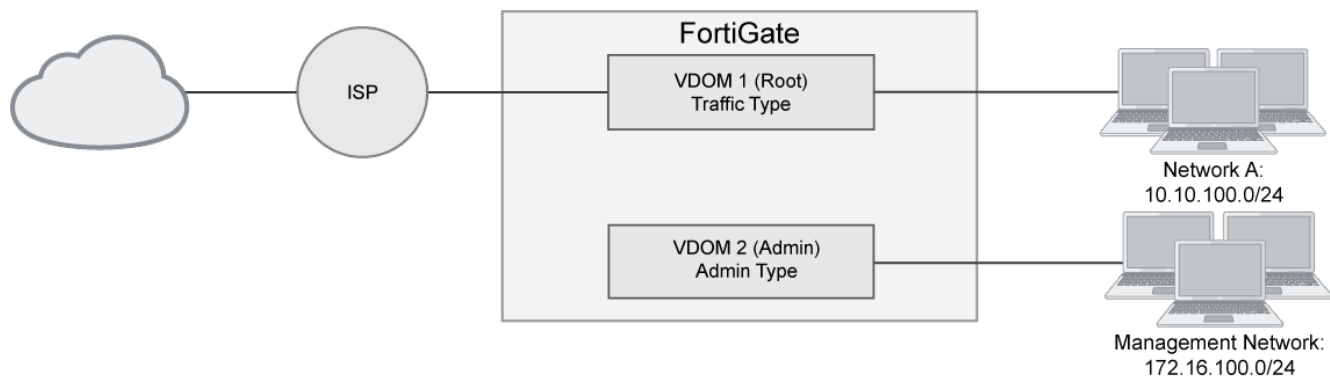 FortiGate
ISP
VDOM 1 (Root)
Traffic Type
Network A:
10.10.100.0/24
VDOM 2 (Admin)
Admin Type
Management Network:
172.16.100.0/24